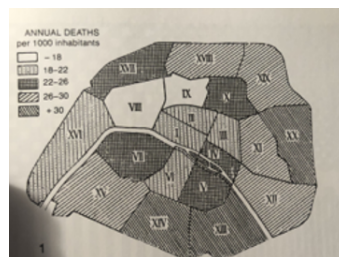 ANNUAL DEATHS
per 1000 inhabitants
– 18
18–22
22–26
26–30
+ 30
XVIII
XVII
XIX
IX
X
VIII
II
XVI
I
III
XX
XI
IV
VII
VI
V
XV
XII
XIV
XIII
1